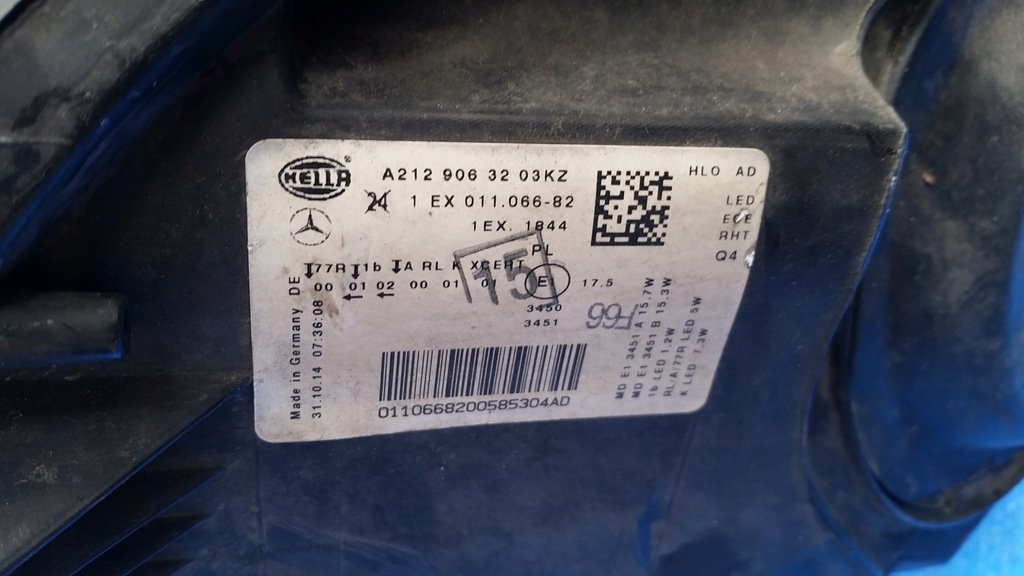 HELLA ®
A212 906 32 03KZ
24 1 EX 011.066-82
1EX. 1844
PL
77R 1b A RL K XCERT
00 01 02 00 01 01 E 17.5
3450
3451
15
F66
0110668200585304AD
HLO AD
LED
ECE
RHT
Q4
Made in Germany DE
31.10.14 07:36:08
MD E1 3451 A 15,7W
MD E1 3451 B 15,3W
1b LED 1.2W
RL/A/77R LED 5W
K LED 7.3W